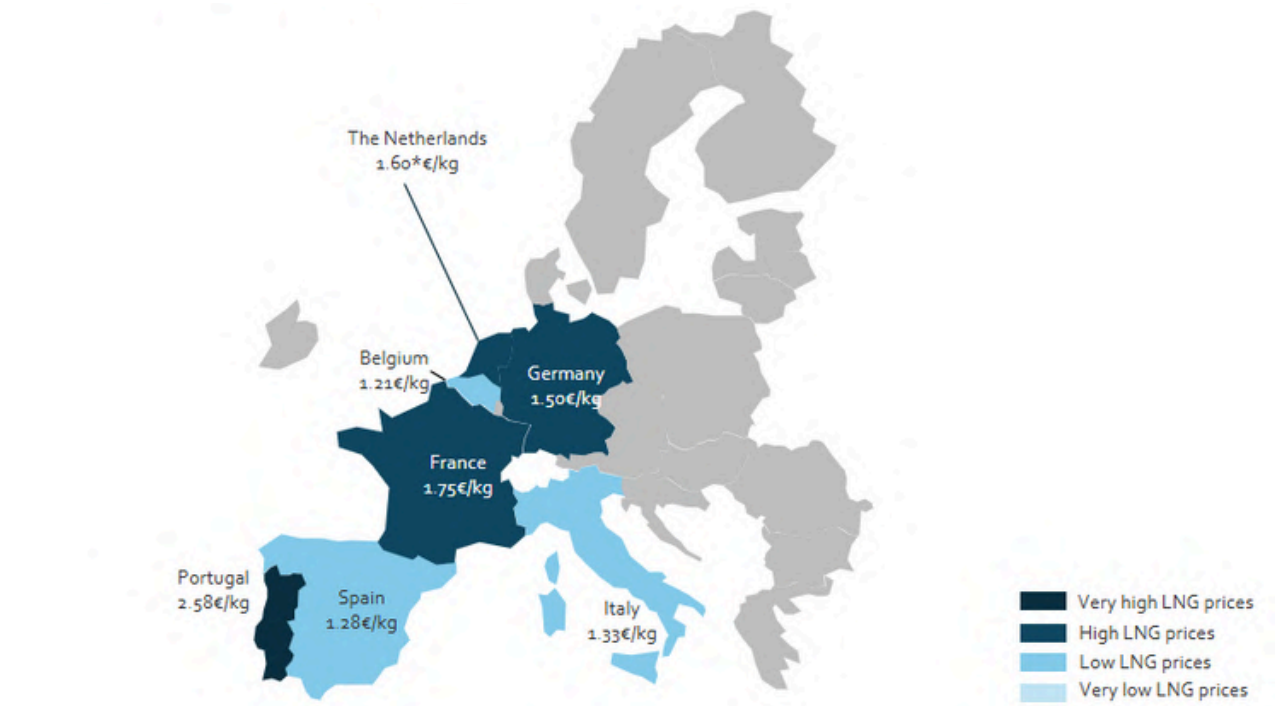 The Netherlands
1.60*€/kg
Belgium
1.21€/kg
Germany
1.50€/kg
France
1.75€/kg
Portugal
2.58€/kg
Spain
1.28€/kg
Italy
1.33€/kg
Very high LNG prices
High LNG prices
Low LNG prices
Very low LNG prices